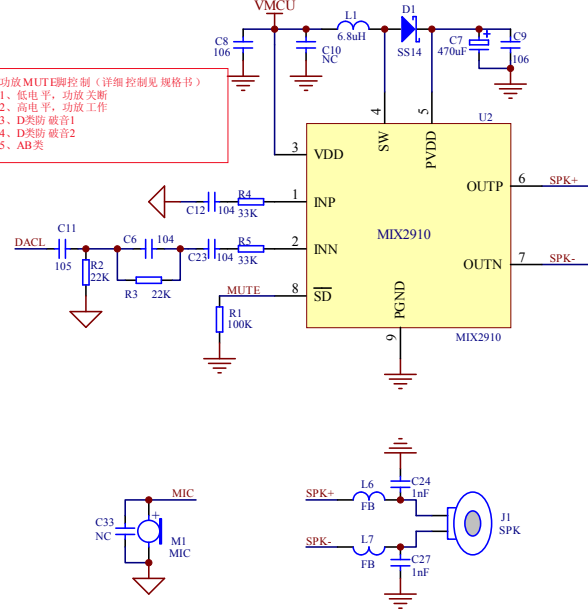 VMCU
C8
106
C10
NC
L1
6.8uH
D1
SS14
C7
470uF
C9
106
功放MUTE脚控制（详细控制见规格书）
1、低电平，功放关断
2、高电平，功放工作
3、D类防破音1
4、D类防破音2
5、AB类
4
5
U2
SW
PVDD
3
VDD
OUTP
6
SPK+
C12
104
R4
33K
1
INP
MIX2910
DACL
C11
105
R2
22K
C6
104
R3
22K
C23
104
R5
33K
2
INN
OUTN
7
SPK-
MUTE
8
SD
R1
100K
PGND
9
MIX2910
MIC
C33
NC
+
M1
MIC
SPK+
L6
FB
C24
1nF
J1
SPK
SPK-
L7
FB
C27
1nF